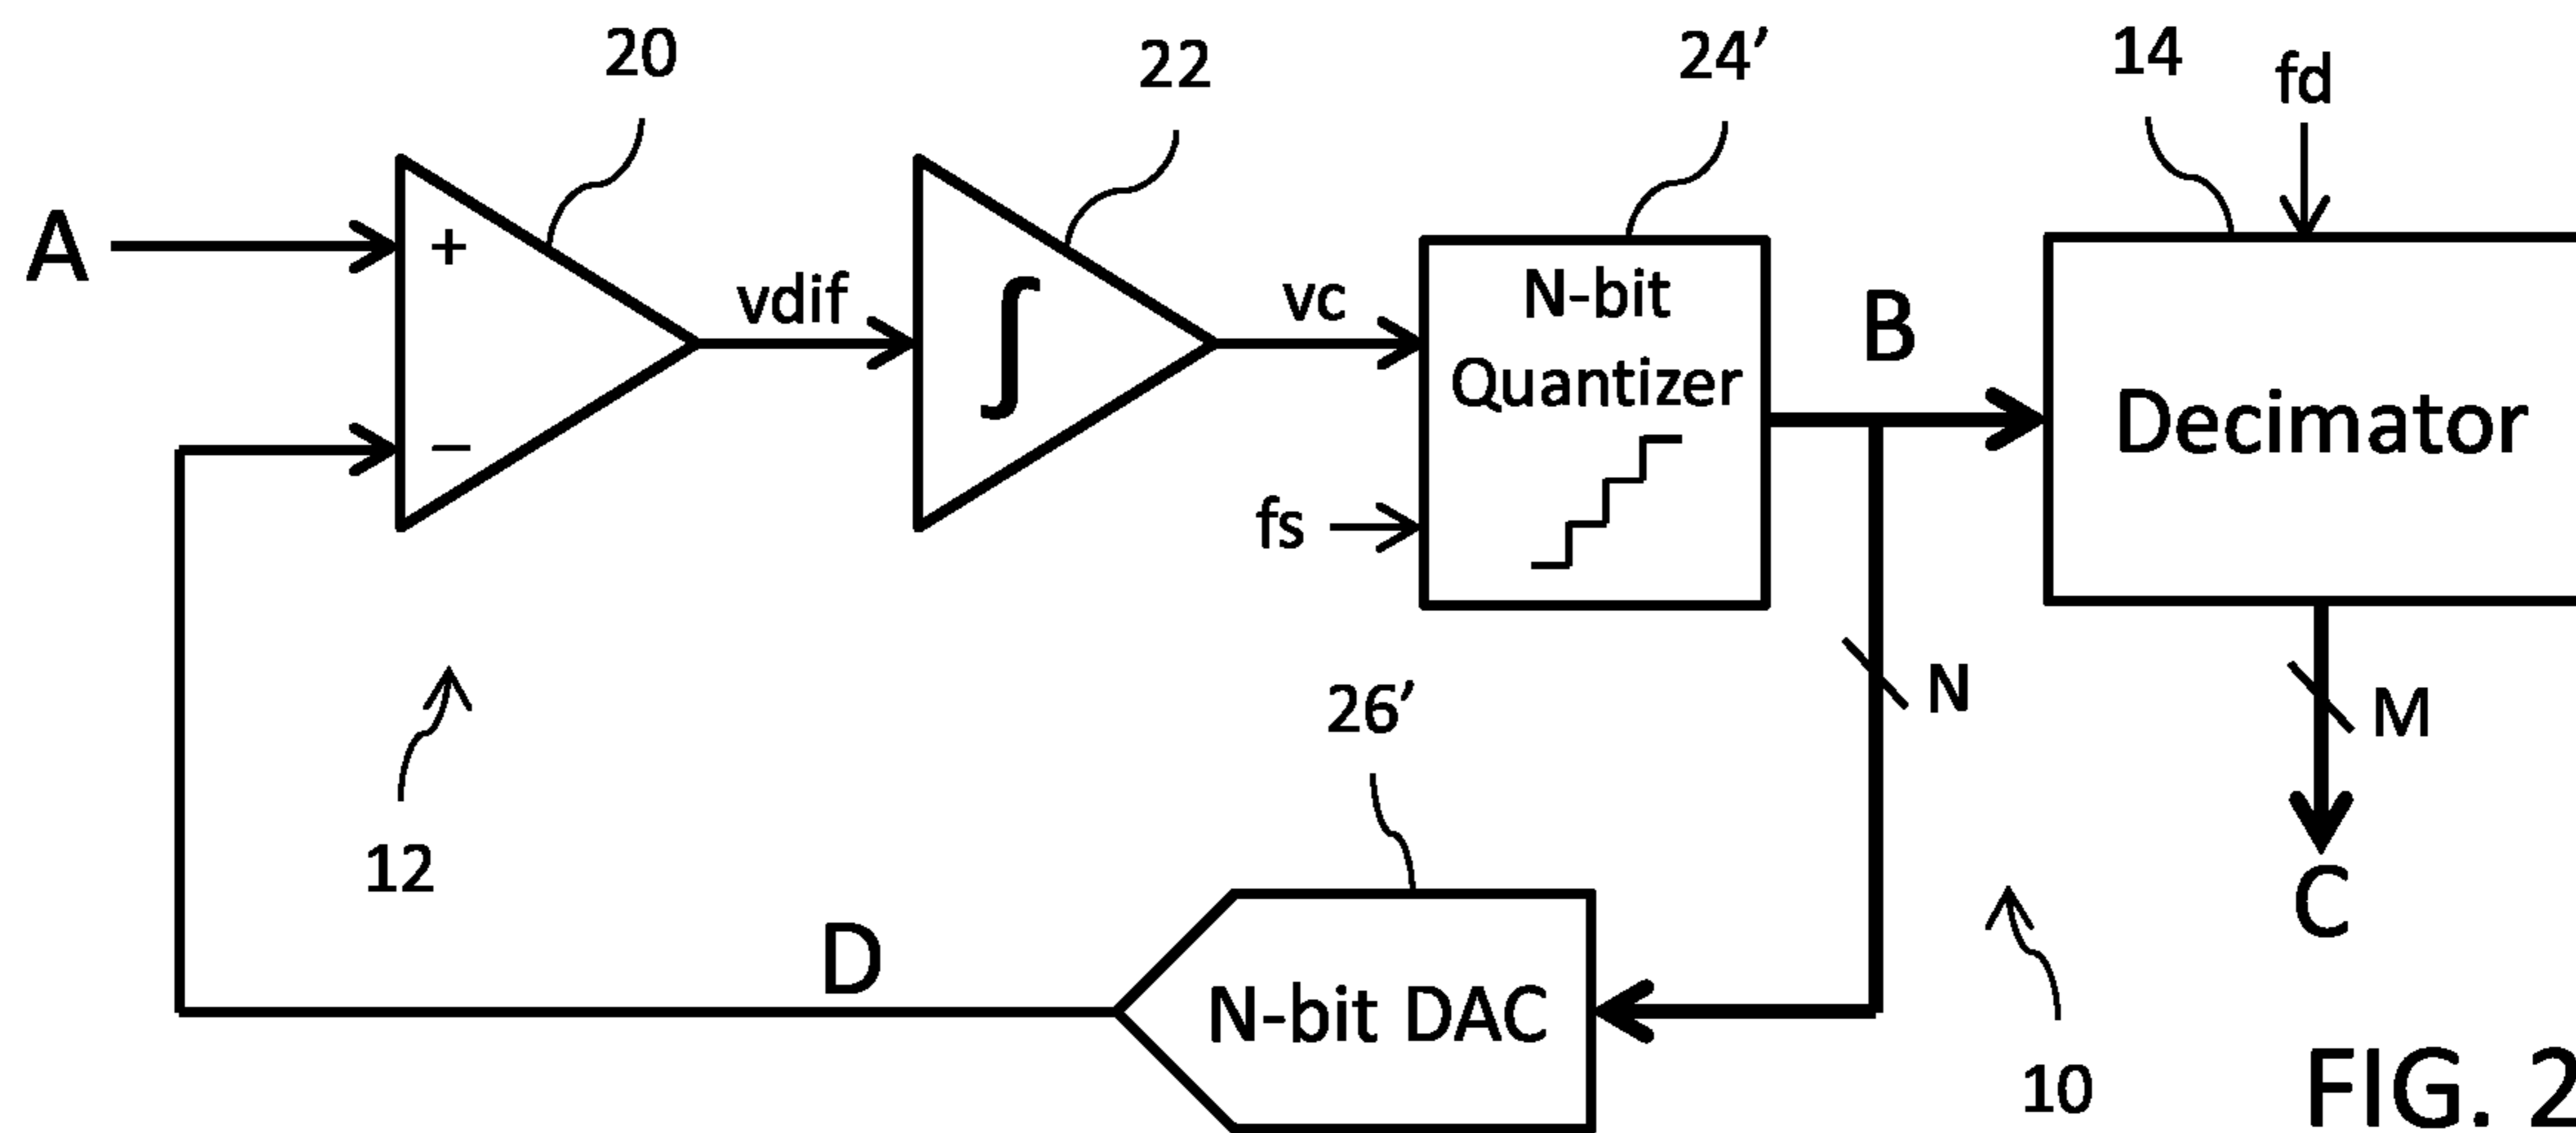 20
22
24’
14
fd
A
+
vdif
∫
vc
N-bit
Quantizer
B
Decimator
–
fs
N
M
12
26’
C
D
N-bit DAC
10
FIG. 2